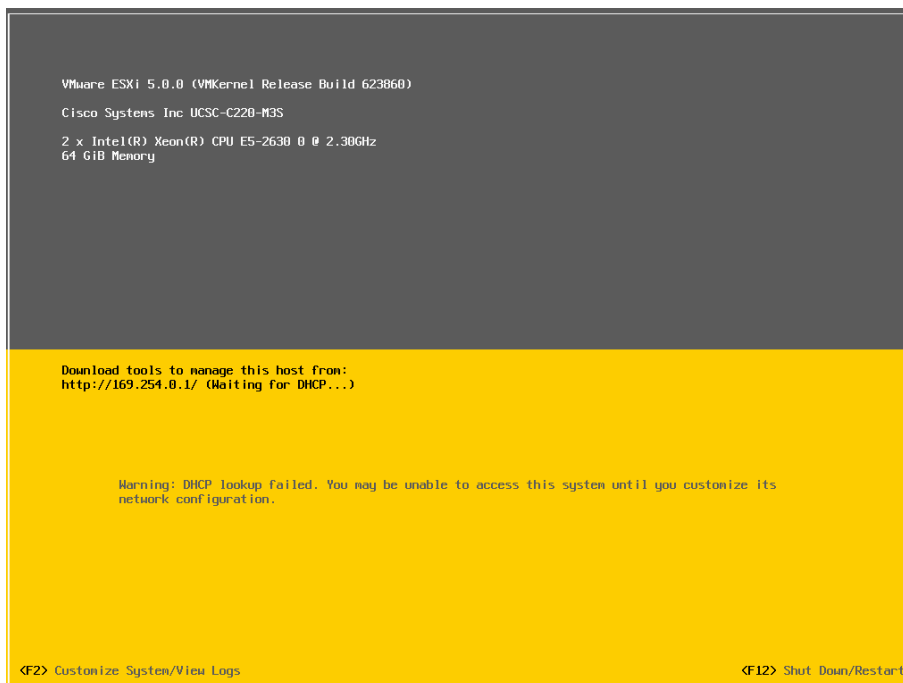 VMware ESXi 5.0.0 (VMKernel Release Build 623860)
Cisco Systems Inc UCSC-C220-M3S
2 x Intel(R) Xeon(R) CPU E5-2630 0 @ 2.30GHz
64 GiB Memory
Download tools to manage this host from:
http://169.254.0.1/ (Waiting for DHCP...)
Warning: DHCP lookup failed. You may be unable to access this system until you customize its
network configuration.
<F2> Customize System/View Logs
<F12> Shut Down/Restart